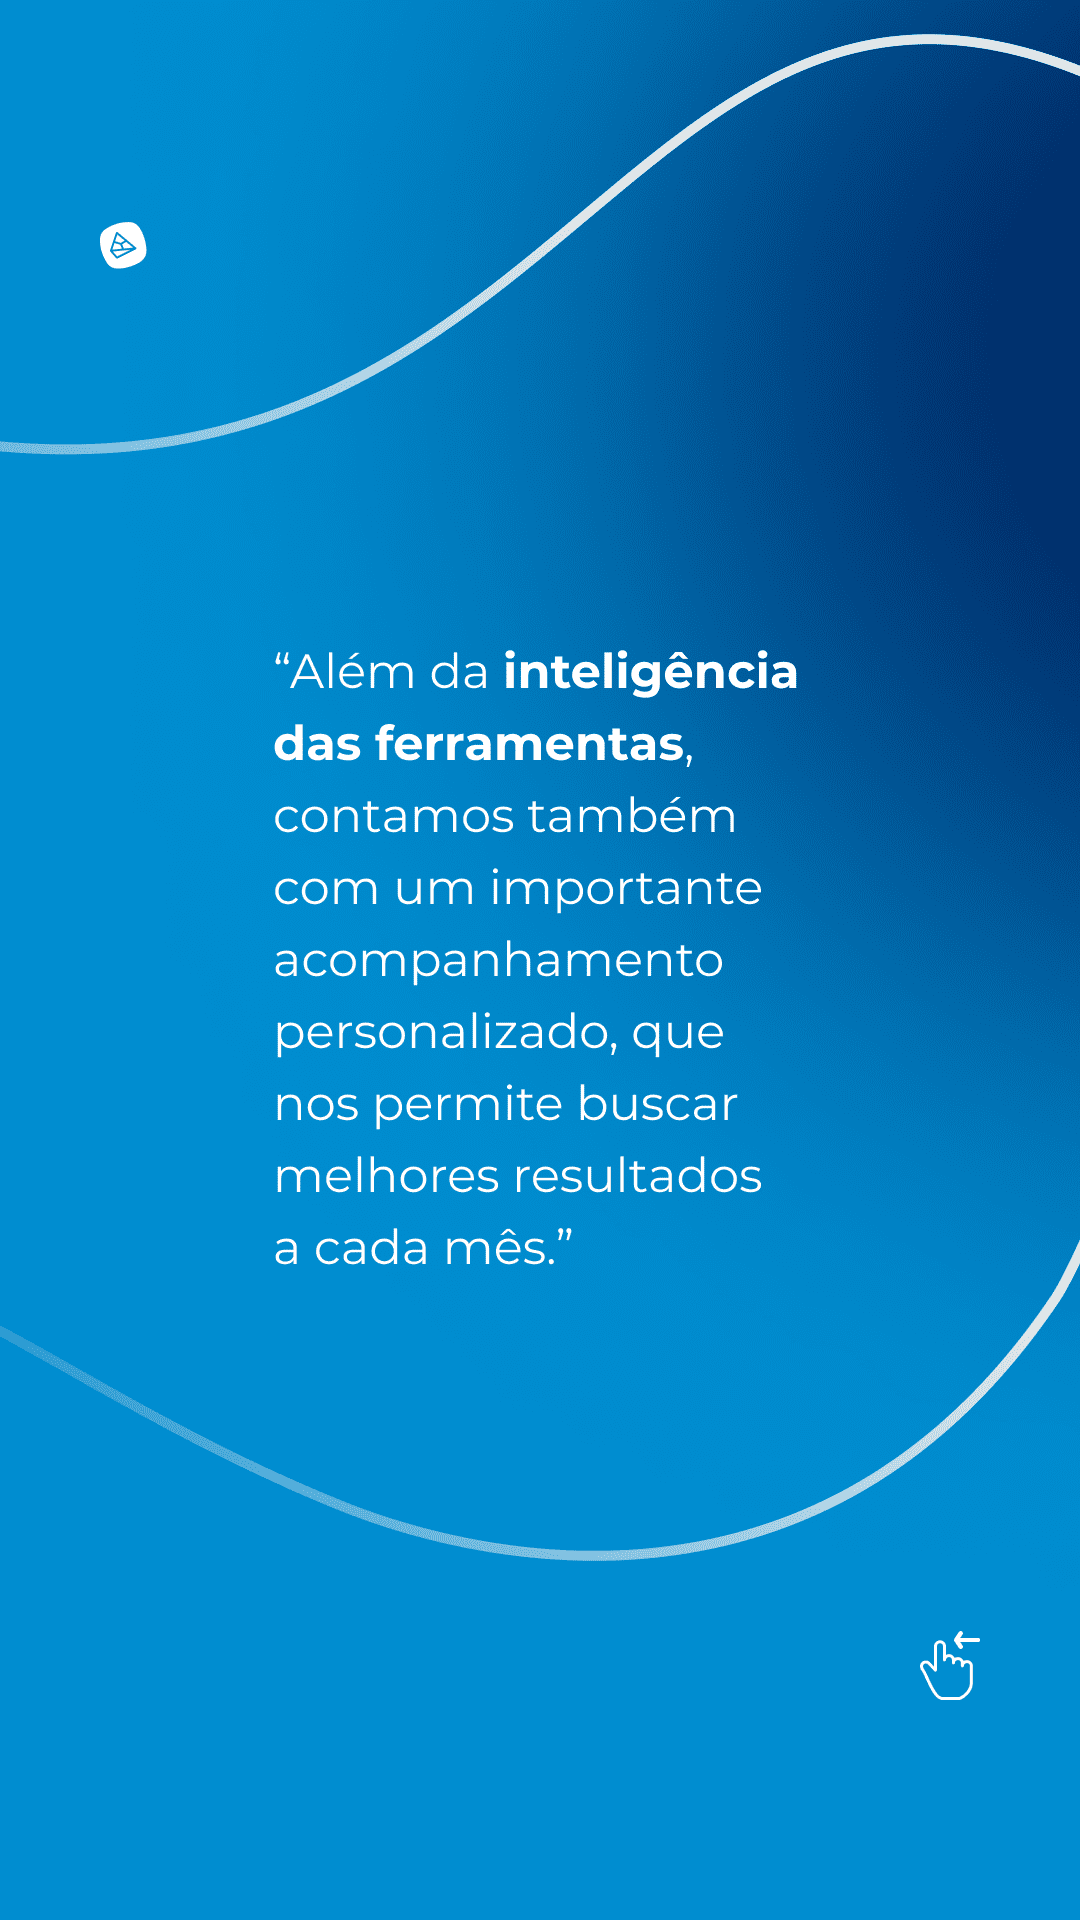 “Além da inteligência
das ferramentas,
contamos também
com um importante
acompanhamento
personalizado, que
nos permite buscar
melhores resultados
a cada mês.”